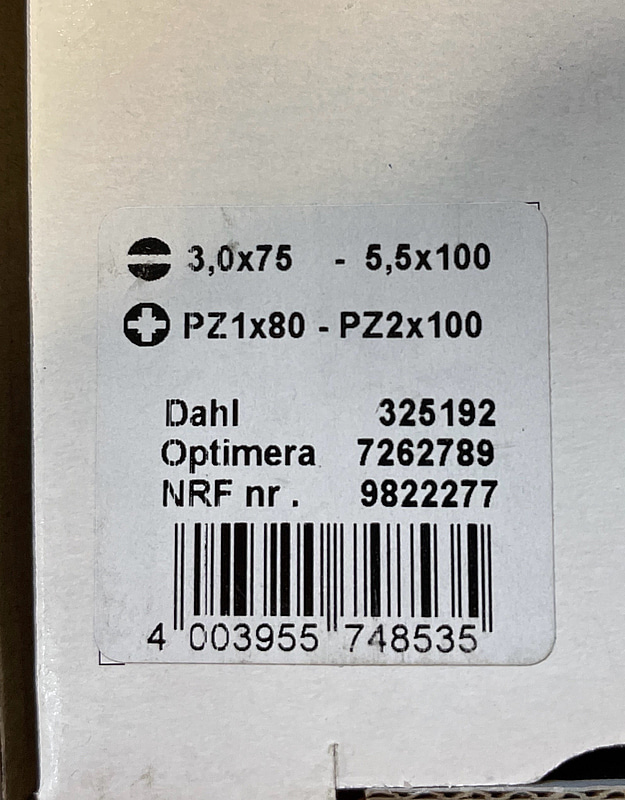 3,0x75 - 5,5x100
PZ1x80 - PZ2x100
Dahl 325192
Optimera 7262789
NRF nr. 9822277
4 003955 748535